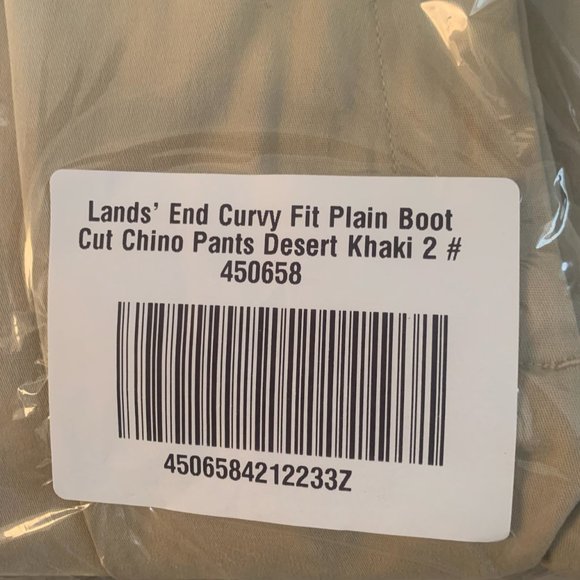 Lands' End Curvy Fit Plain Boot
Cut Chino Pants Desert Khaki 2 #
450658
4506584212233Z